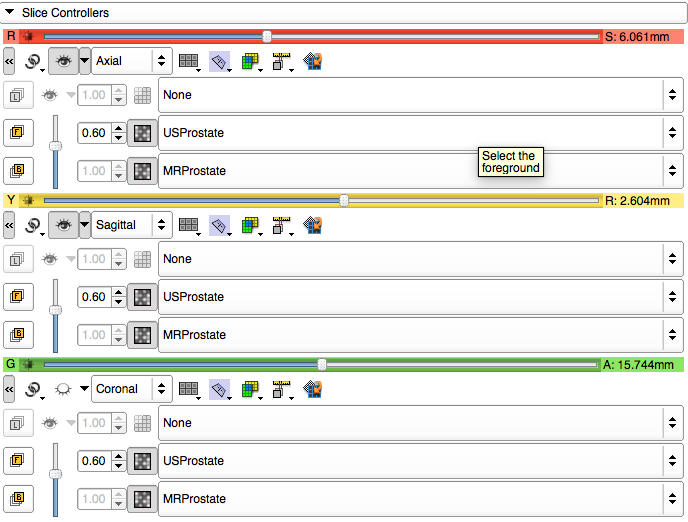 Slice Controllers
R S: 6.061mm
Axial
L 1.00 None
F 0.60 USProstate
Select the
foreground
B 1.00 MRProstate
Y R: 2.604mm
Sagittal
L 1.00 None
F 0.60 USProstate
B 1.00 MRProstate
G A: 15.744mm
Coronal
L 1.00 None
F 0.60 USProstate
B 1.00 MRProstate